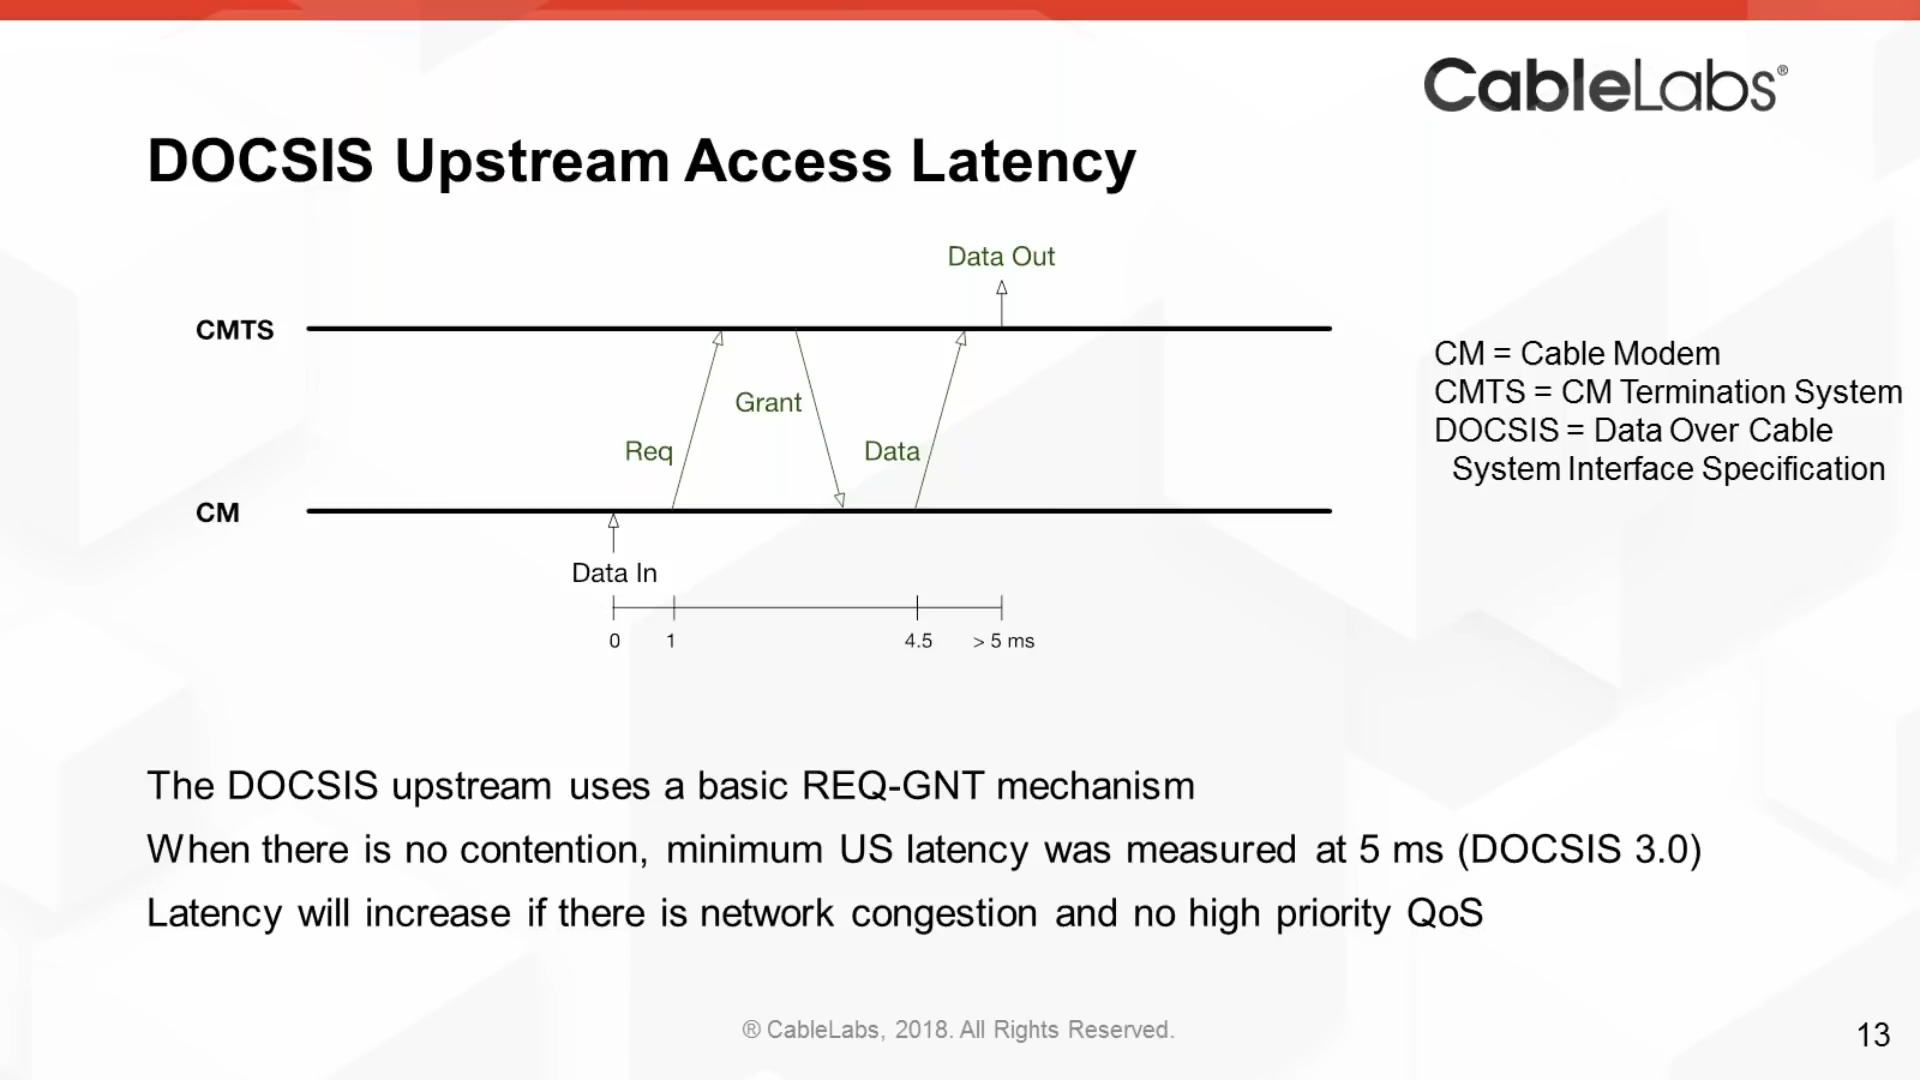 CableLabs®
DOCSIS Upstream Access Latency
Data Out
CMTS
Grant
Req
Data
CM
Data In
0 1 4.5 > 5 ms
CM = Cable Modem
CMTS = CM Termination System
DOCSIS = Data Over Cable
System Interface Specification
The DOCSIS upstream uses a basic REQ-GNT mechanism
When there is no contention, minimum US latency was measured at 5 ms (DOCSIS 3.0)
Latency will increase if there is network congestion and no high priority QoS
® CableLabs, 2018. All Rights Reserved.
13